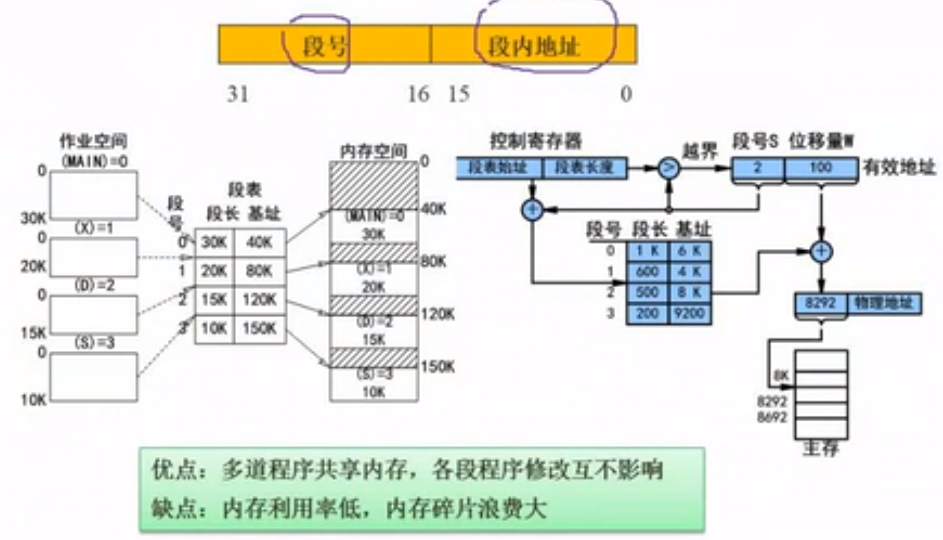 段号 段内地址
31 16 15 0
作业空间
(MAIN)=0
0
30K
(X)=1
0
20K
(D)=2
0
15K
(S)=3
0
10K
段号
段表
段长 基址
0 30K 40K
1 20K 80K
2 15K 120K
3 10K 150K
内存空间
0
40K
(MAIN)=0
30K
80K
(X)=1
20K
120K
(D)=2
15K
150K
(S)=3
10K
控制寄存器
段表始址 段表长度
>
越界
段号S 位移量W
2 100 有效地址
+
段号 段长 基址
0 1 K 6 K
1 600 4 K
2 500 8 K
3 200 9200
+
8292 物理地址
8K
8292
8692
主存
优点：多道程序共享内存，各段程序修改互不影响
缺点：内存利用率低，内存碎片浪费大